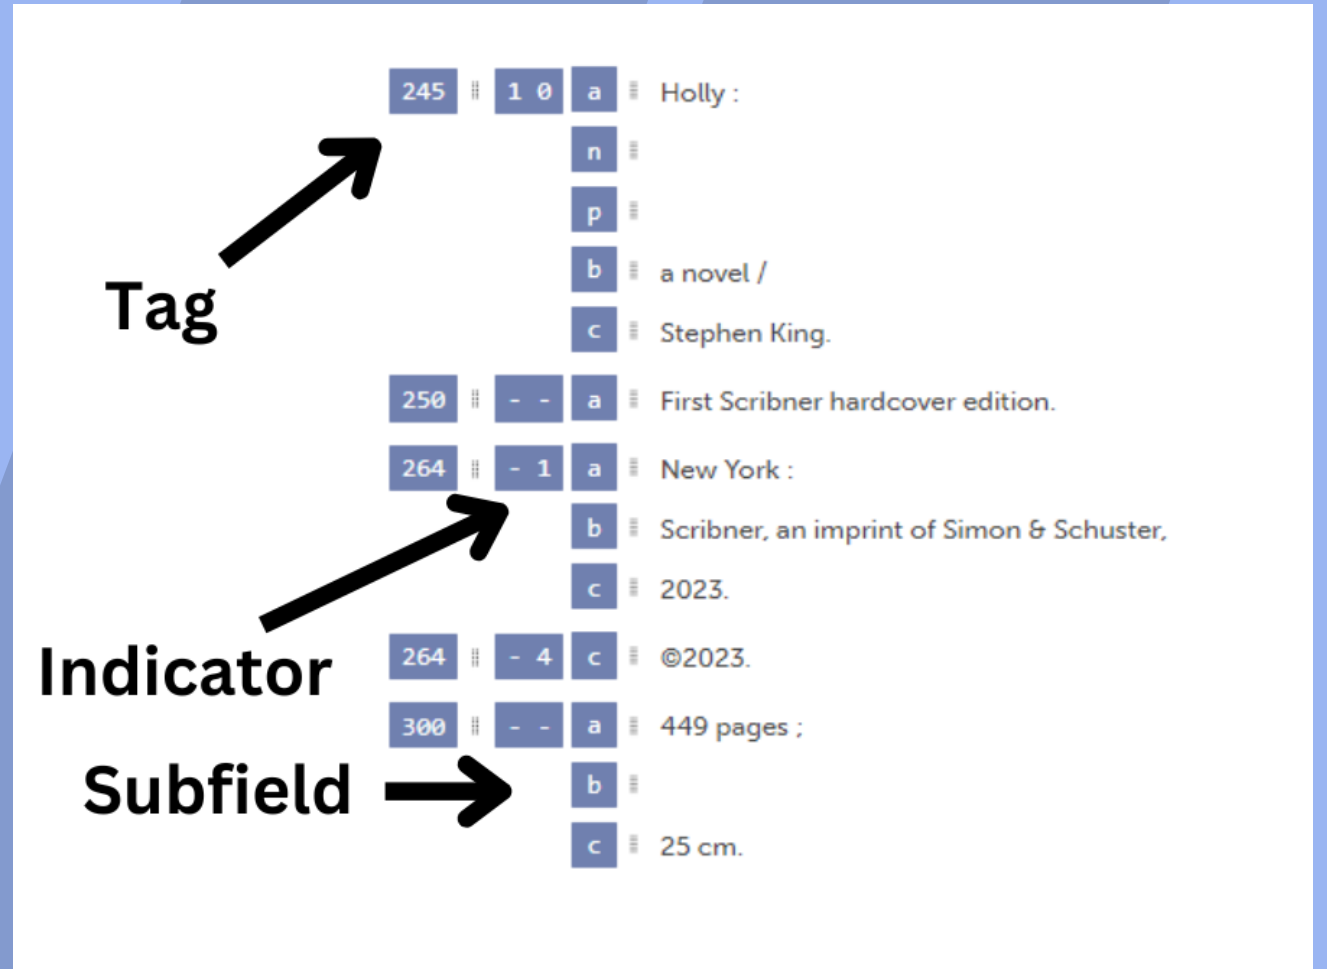 245 1 0 a Holly :
n
p
Tag
b a novel /
c Stephen King.
250 - - a First Scribner hardcover edition.
264 - 1 a New York :
b Scribner, an imprint of Simon & Schuster,
c 2023.
Indicator
264 - 4 c ©2023.
300 - - a 449 pages ;
Subfield
b
c 25 cm.